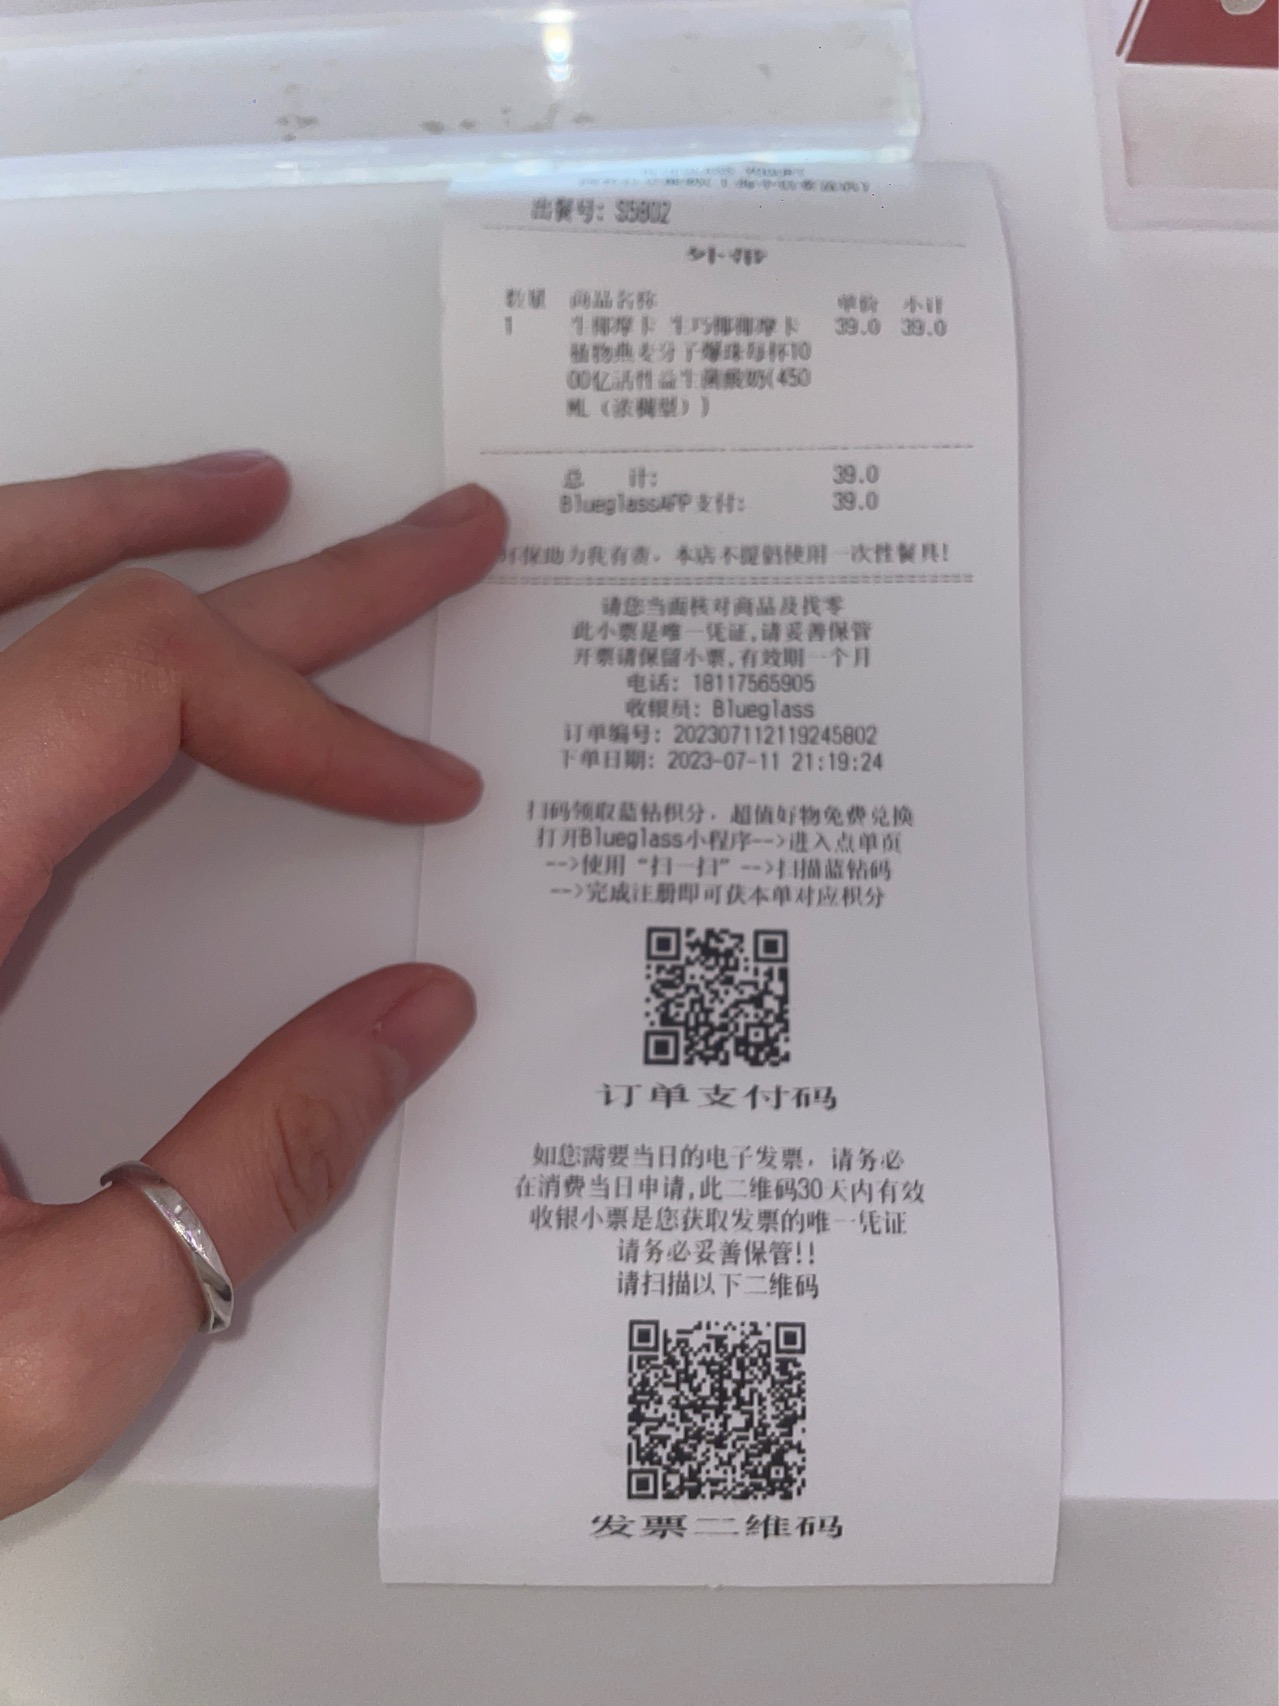 出餐号: S5802
外带
数量 商品名称 单价 小计
1 生椰摩卡 生巧椰椰摩卡 39.0 39.0
植物燕麦分子爆珠每杯10
00亿活性益生菌酸奶(450
ML（浓稠型）)
总 计: 39.0
BlueglassAPP支付: 39.0
环保助力我有责，本店不提倡使用一次性餐具!
请您当面核对商品及找零
此小票是唯一凭证,请妥善保管
开票请保留小票,有效期一个月
电话: 18117565905
收银员: Blueglass
订单编号: 202307112119245802
下单日期: 2023-07-11 21:19:24
扫码领取蓝钻积分，超值好物免费兑换
打开Blueglass小程序-->进入点单页
-->使用“扫一扫”-->扫描蓝钻码
-->完成注册即可获本单对应积分
订单支付码
如您需要当日的电子发票，请务必
在消费当日申请,此二维码30天内有效
收银小票是您获取发票的唯一凭证
请务必妥善保管!!
请扫描以下二维码
发票二维码